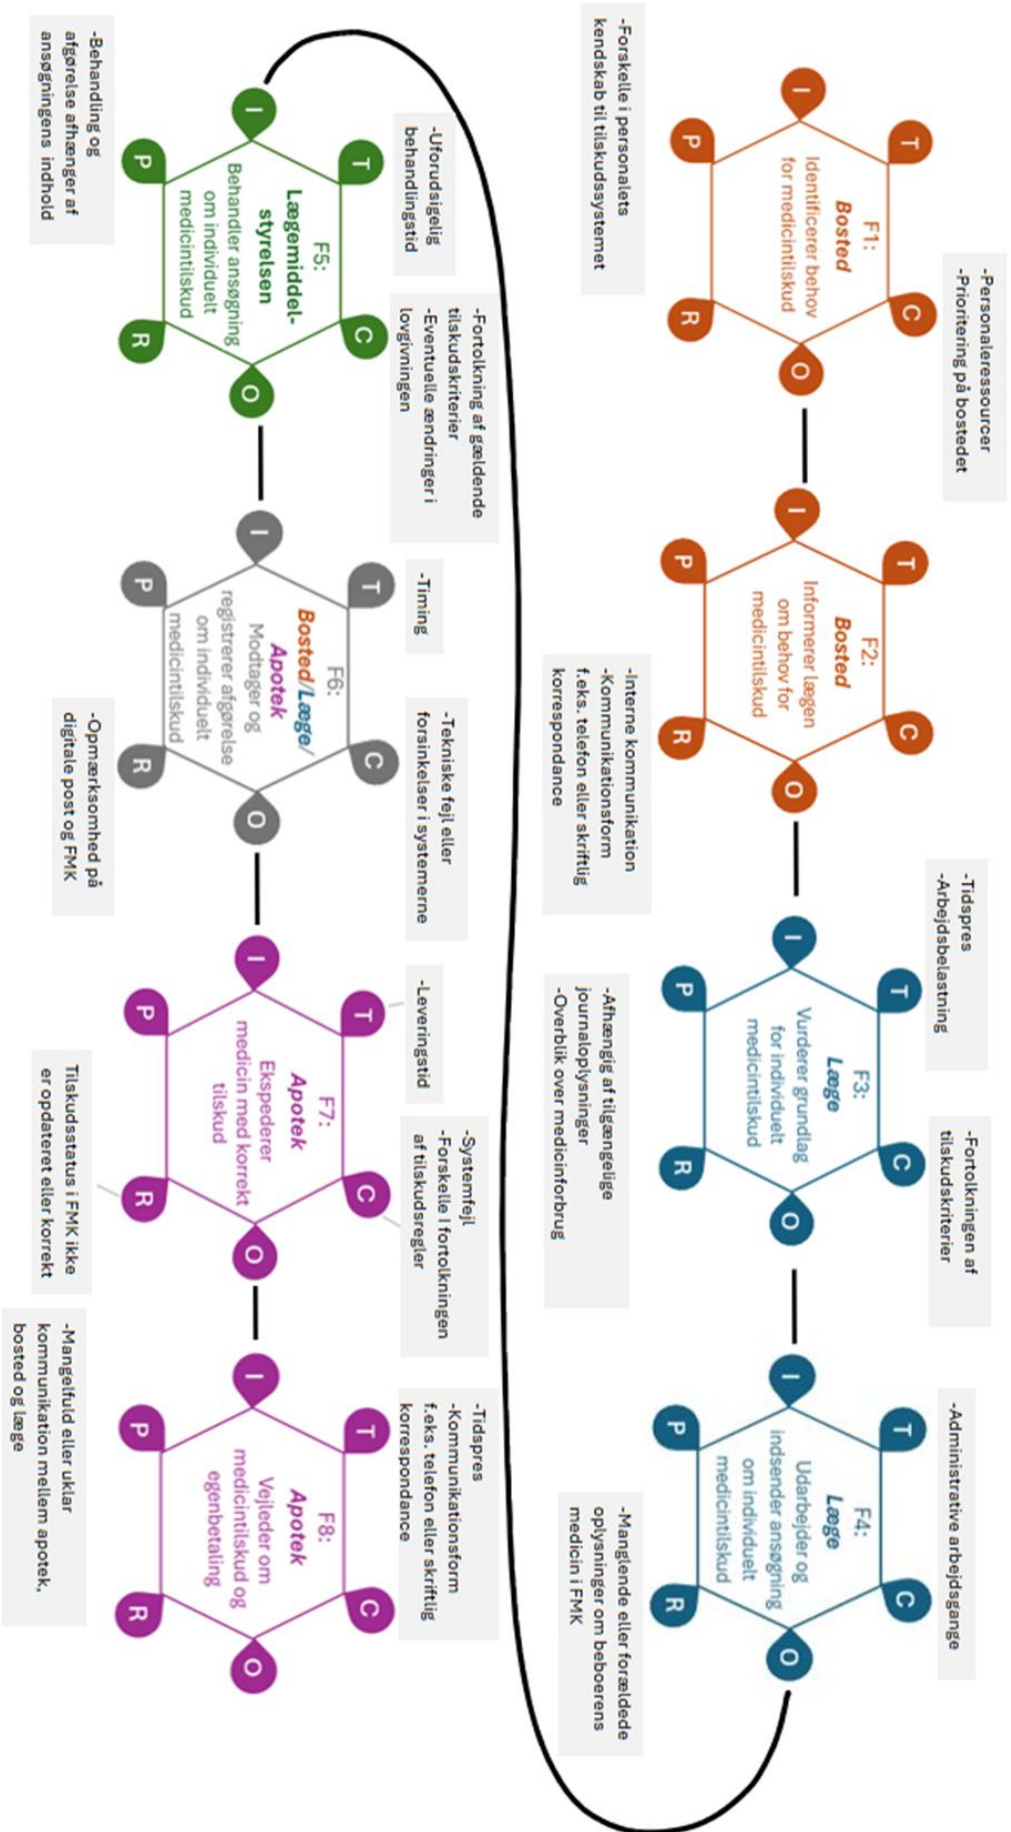 -Personaleressourcer
-Prioritering på bostedet
T
C
I
F1:
Bosted
Identificerer behov
for medicintilskud
O
P
R
-Forskelle i personalets
kendskab til tilskudssystemet
T
C
I
F2:
Bosted
Informerer lægen
om behov for
medicintilskud
O
P
R
-Interne kommunikation
-Kommunikationsform
f.eks. telefon eller skriftlig
korrespondance
-Tidspres
-Arbejdsbelastning
-Fortolkningen af
tilskudskriterier
T
C
I
F3:
Læge
Vurderer grundlag
for individuelt
medicintilskud
O
P
R
-Afhængig af tilgængelige
journaloplysninger
-Overblik over medicinforbrug
-Administrative arbejdsgange
T
C
I
F4:
Læge
Udarbejder og
indsender ansøgning
om individuelt
medicintilskud
O
P
R
-Manglende eller forældede
oplysninger om beboerens
medicin i FMK
-Uforudsigelig
behandlingstid
-Fortolkning af gældende
tilskudskriterier
-Eventuelle ændringer i
lovgivningen
T
C
I
F5:
Lægemiddel-
styrelsen
Behandler ansøgning
om individuelt
medicintilskud
O
P
R
-Behandling og
afgørelse afhænger af
ansøgningens indhold
-Timing
-Tekniske fejl eller
forsinkelser i systemerne
T
C
I
F6:
Bosted/Læge/
Apotek
Modtager og
registrerer afgørelse
om individuelt
medicintilskud
O
P
R
-Opmærksomhed på
digitale post og FMK
-Leveringstid
-Systemfejl
-Forskelle I fortolkningen
af tilskudsregler
T
C
I
F7:
Apotek
Ekspederer
medicin med korrekt
tilskud
O
P
R
Tilskudsstatus i FMK ikke
er opdateret eller korrekt
-Tidspres
-Kommunikationsform
f.eks. telefon eller skriftlig
korrespondance
T
C
I
F8:
Apotek
Vejleder om
medicintilskud og
egenbetaling
O
P
R
-Mangelfuld eller uklar
kommunikation mellem apotek,
bosted og læge